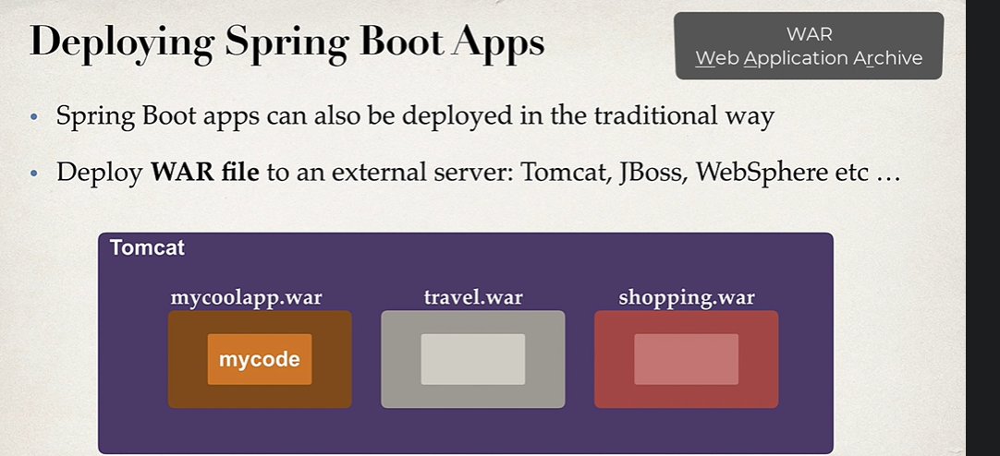 Deploying Spring Boot Apps
WAR
Web Application Archive
• Spring Boot apps can also be deployed in the traditional way
• Deploy WAR file to an external server: Tomcat, JBoss, WebSphere etc …
Tomcat
mycoolapp.war travel.war shopping.war
mycode